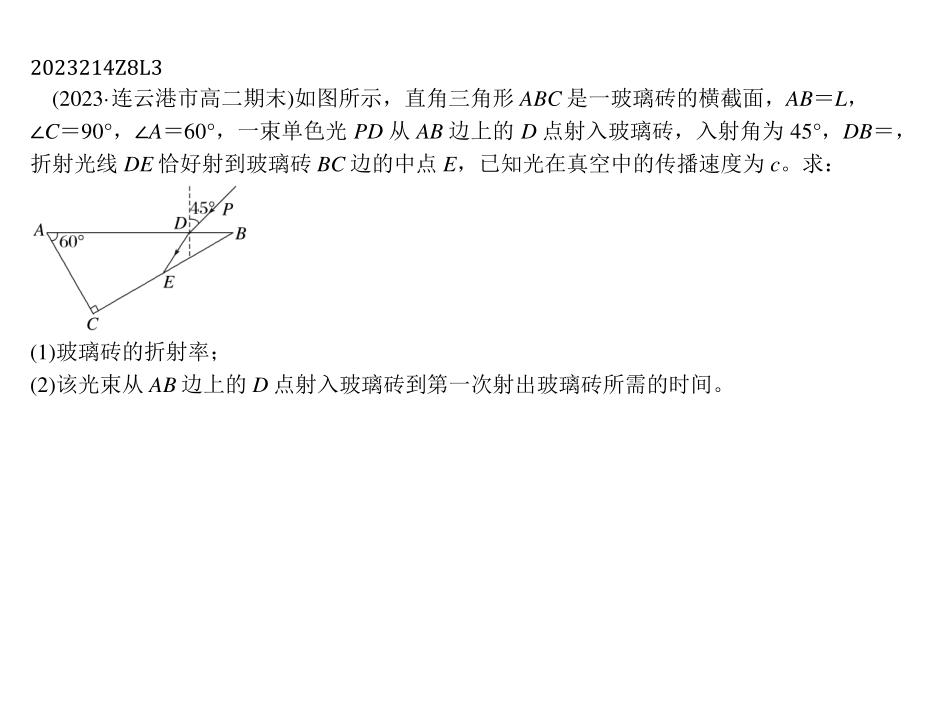 2023214Z8L3
(2023·连云港市高二期末)如图所示，直角三角形 ABC 是一玻璃砖的横截面，AB＝L，
∠C＝90°，∠A＝60°，一束单色光 PD 从 AB 边上的 D 点射入玻璃砖，入射角为 45°，DB＝，
折射光线 DE 恰好射到玻璃砖 BC 边的中点 E，已知光在真空中的传播速度为 c。求：
45° P
D
A 60° B
E
C
(1)玻璃砖的折射率；
(2)该光束从 AB 边上的 D 点射入玻璃砖到第一次射出玻璃砖所需的时间。